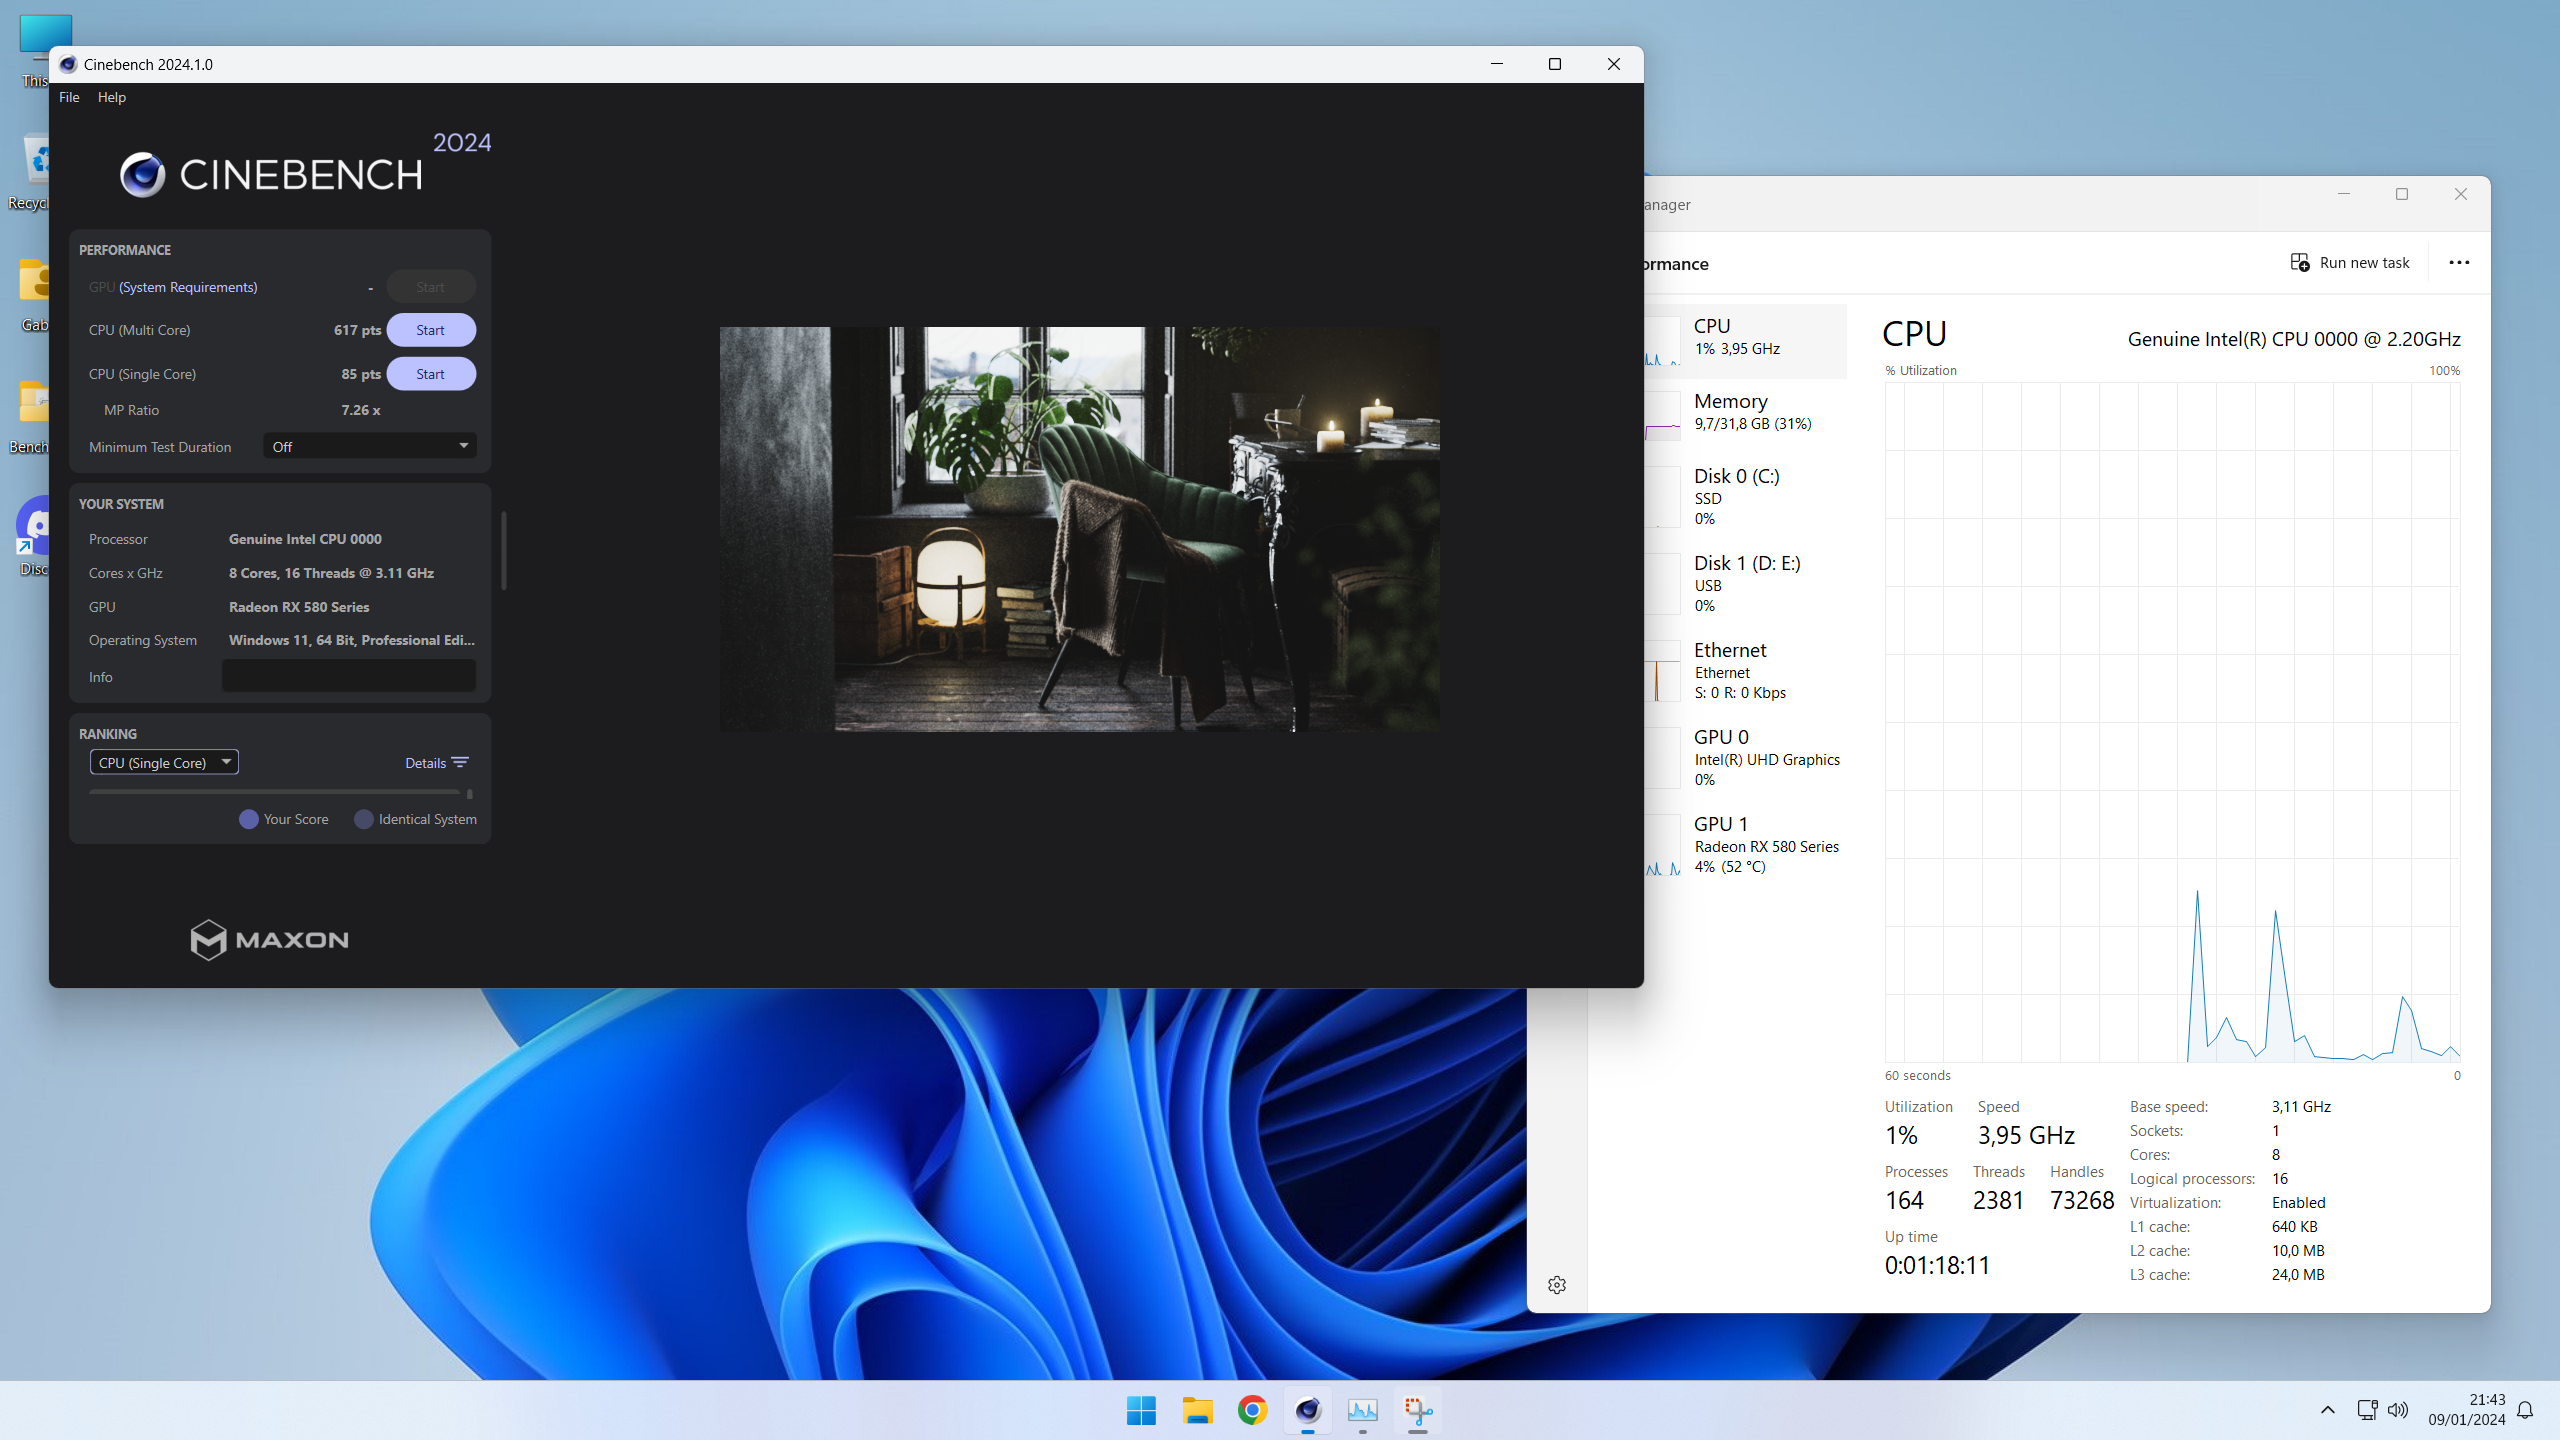 This
Recycl
Gab
Bench
Disc
Cinebench 2024.1.0
File Help
CINEBENCH 2024
PERFORMANCE
GPU (System Requirements) - Start
CPU (Multi Core) 617 pts Start
CPU (Single Core) 85 pts Start
MP Ratio 7.26 x
Minimum Test Duration Off
YOUR SYSTEM
Processor Genuine Intel CPU 0000
Cores x GHz 8 Cores, 16 Threads @ 3.11 GHz
GPU Radeon RX 580 Series
Operating System Windows 11, 64 Bit, Professional Edi...
Info
RANKING
CPU (Single Core) Details
Your Score Identical System
MAXON
anager
ormance
Run new task
CPU
1% 3,95 GHz
Memory
9,7/31,8 GB (31%)
Disk 0 (C:)
SSD
0%
Disk 1 (D: E:)
USB
0%
Ethernet
Ethernet
S: 0 R: 0 Kbps
GPU 0
Intel(R) UHD Graphics
0%
GPU 1
Radeon RX 580 Series
4% (52 °C)
CPU Genuine Intel(R) CPU 0000 @ 2.20GHz
% Utilization 100%
60 seconds 0
Utilization Speed
1% 3,95 GHz
Processes Threads Handles
164 2381 73268
Up time
0:01:18:11
Base speed: 3,11 GHz
Sockets: 1
Cores: 8
Logical processors: 16
Virtualization: Enabled
L1 cache: 640 KB
L2 cache: 10,0 MB
L3 cache: 24,0 MB
21:43
09/01/2024